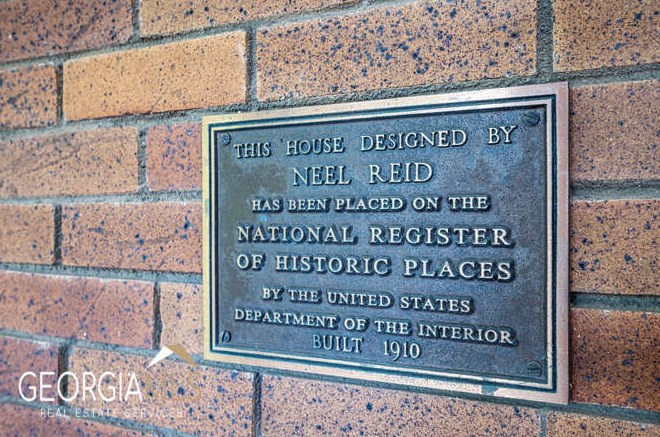 THIS HOUSE DESIGNED BY
NEEL REID
HAS BEEN PLACED ON THE
NATIONAL REGISTER
OF HISTORIC PLACES
BY THE UNITED STATES
DEPARTMENT OF THE INTERIOR
BUILT 1910
GEORGIA
REAL ESTATE SERVICES